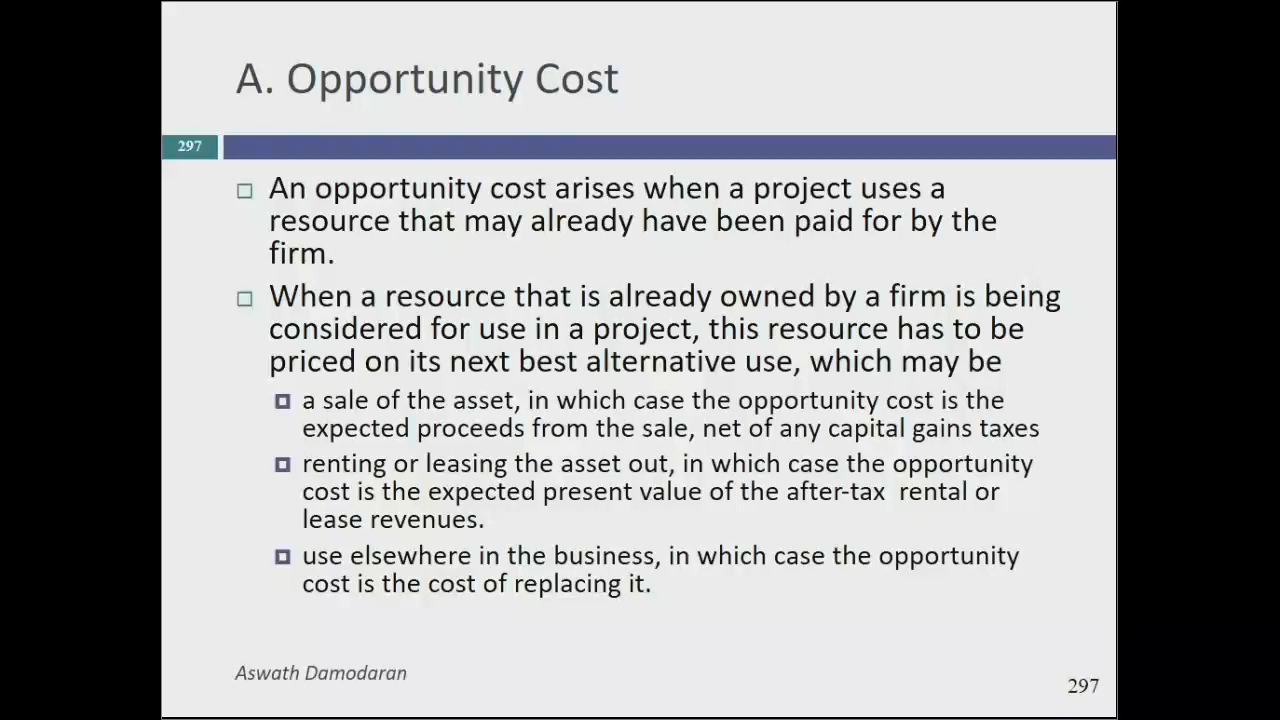 A. Opportunity Cost
297
An opportunity cost arises when a project uses a
resource that may already have been paid for by the
firm.
When a resource that is already owned by a firm is being
considered for use in a project, this resource has to be
priced on its next best alternative use, which may be
a sale of the asset, in which case the opportunity cost is the
expected proceeds from the sale, net of any capital gains taxes
renting or leasing the asset out, in which case the opportunity
cost is the expected present value of the after-tax rental or
lease revenues.
use elsewhere in the business, in which case the opportunity
cost is the cost of replacing it.
Aswath Damodaran
297